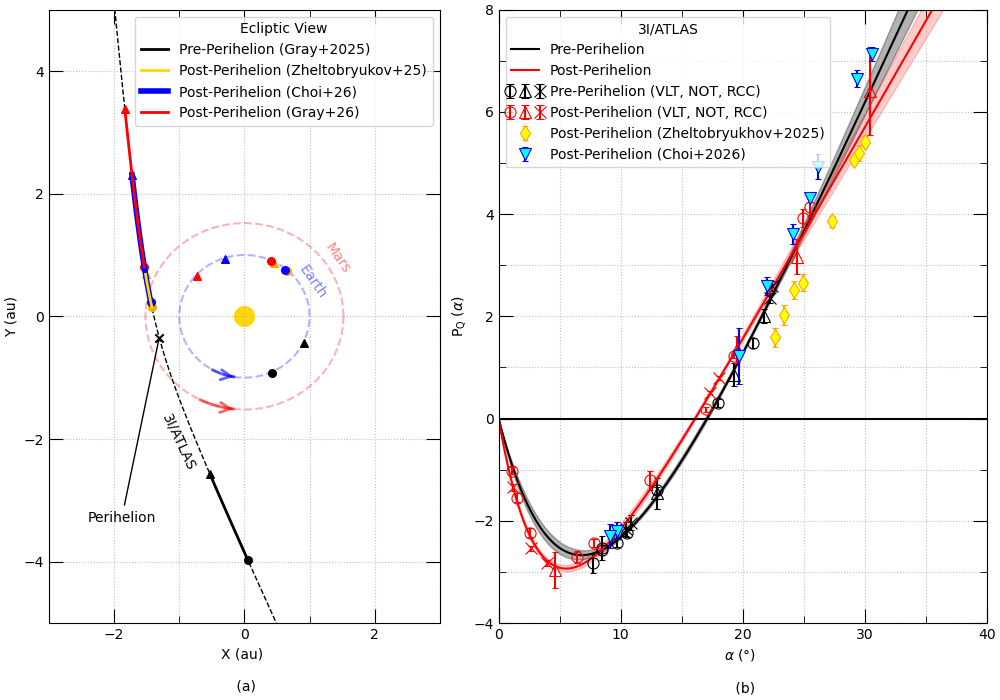 Ecliptic View
Pre-Perihelion (Gray+2025)
Post-Perihelion (Zheltobryukov+25)
Post-Perihelion (Choi+26)
Post-Perihelion (Gray+26)
4
2
0
−2
−4
Y (au)
Mars
Earth
3I/ATLAS
Perihelion
−2
0
2
X (au)
(a)
3I/ATLAS
Pre-Perihelion
Post-Perihelion
Pre-Perihelion (VLT, NOT, RCC)
Post-Perihelion (VLT, NOT, RCC)
Post-Perihelion (Zheltobryukhov+2025)
Post-Perihelion (Choi+2026)
8
6
4
2
0
−2
−4
P_Q (α)
0
10
20
30
40
α (°)
(b)